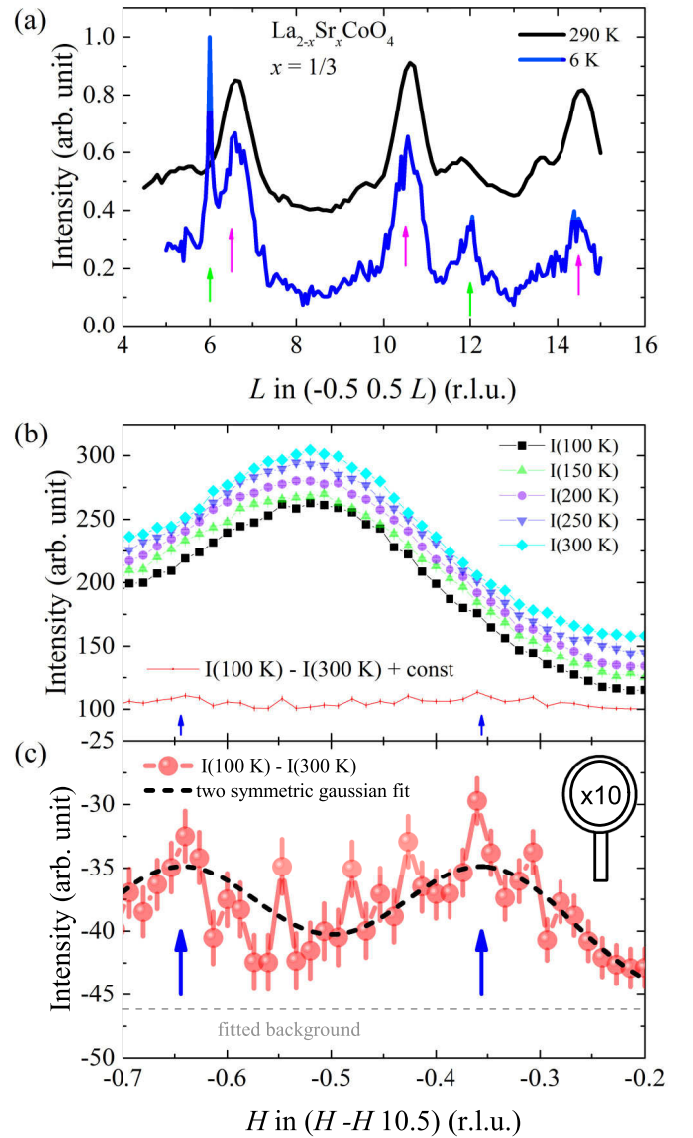 (a)
La2-xSrxCoO4
x = 1/3
290 K
6 K
1.0
0.8
0.6
0.4
0.2
0.0
Intensity (arb. unit)
4 6 8 10 12 14 16
L in (-0.5 0.5 L) (r.l.u.)
(b)
I(100 K)
I(150 K)
I(200 K)
I(250 K)
I(300 K)
300
250
200
150
100
Intensity (arb. unit)
I(100 K) - I(300 K) + const
(c)
I(100 K) - I(300 K)
two symmetric gaussian fit
x10
-25
-30
-35
-40
-45
-50
Intensity (arb. unit)
fitted background
-0.7 -0.6 -0.5 -0.4 -0.3 -0.2
H in (H -H 10.5) (r.l.u.)